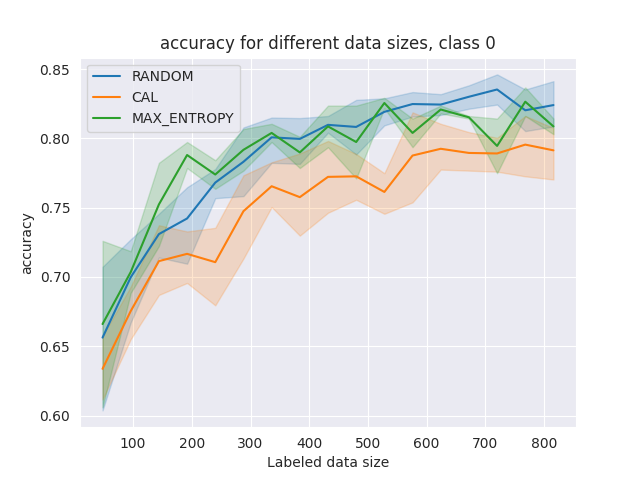 accuracy for different data sizes, class 0
RANDOM
CAL
MAX_ENTROPY
0.85
0.80
0.75
0.70
0.65
0.60
accuracy
100 200 300 400 500 600 700 800
Labeled data size